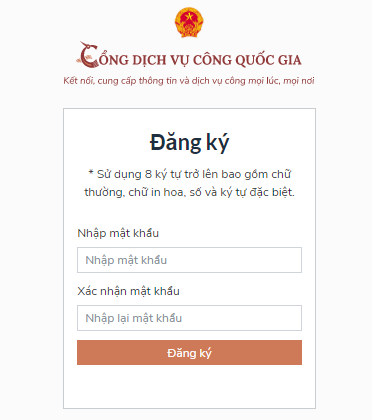 CỔNG DỊCH VỤ CÔNG QUỐC GIA
Kết nối, cung cấp thông tin và dịch vụ công mọi lúc, mọi nơi
Đăng ký
* Sử dụng 8 ký tự trở lên bao gồm chữ
thường, chữ in hoa, số và ký tự đặc biệt.
Nhập mật khẩu
Nhập mật khẩu
Xác nhận mật khẩu
Nhập lại mật khẩu
Đăng ký